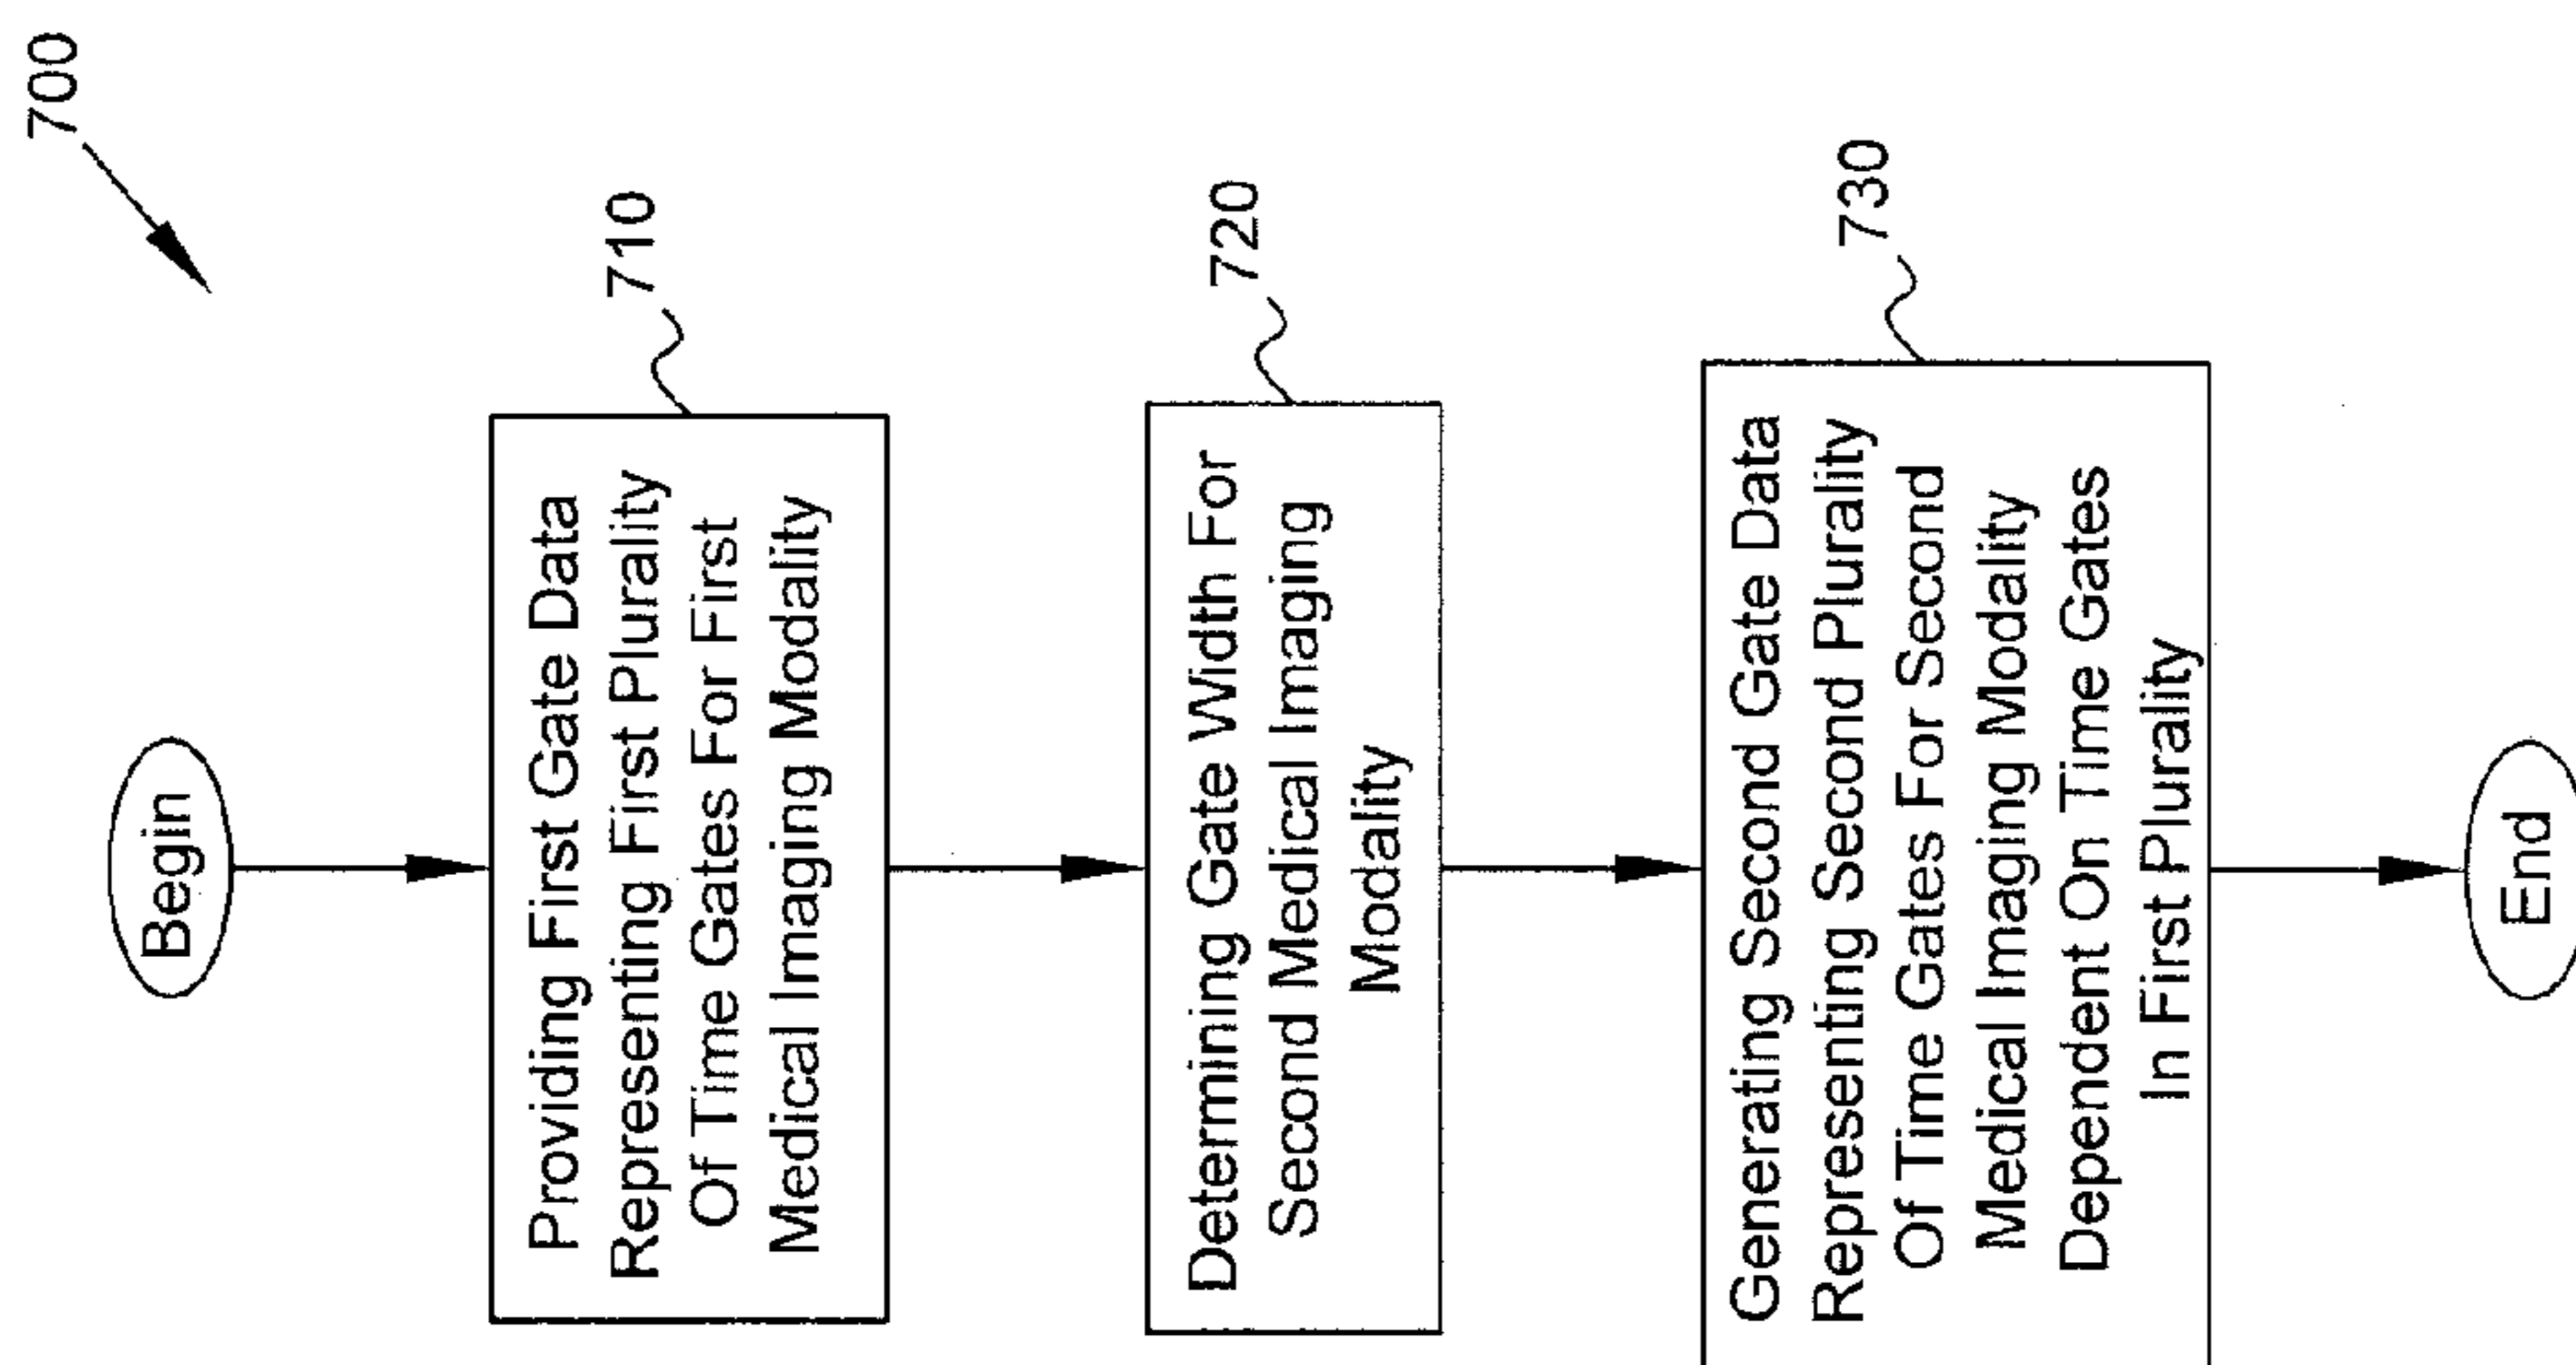 700
Begin
Providing First Gate Data
Representing First Plurality
Of Time Gates For First
Medical Imaging Modality
710
Determining Gate Width For
Second Medical Imaging
Modality
720
Generating Second Gate Data
Representing Second Plurality
Of Time Gates For Second
Medical Imaging Modality
Dependent On Time Gates
In First Plurality
730
End